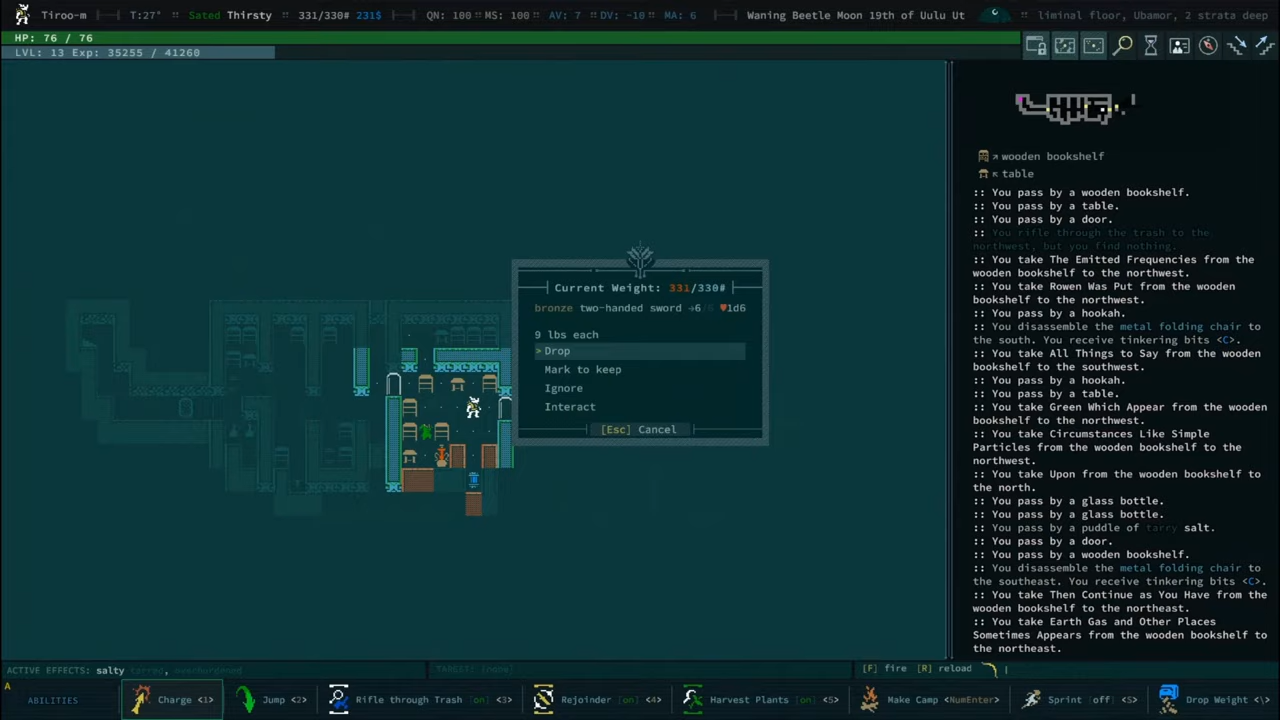 Tiroo-m :: T:27° :: Sated Thirsty :: 331/330# 231$ QN: 100 MS: 100 :: AV: 7 :: DV: -10 :: MA: 6 Waning Beetle Moon 19th of Uulu Ut :: liminal floor, Ubamor, 2 strata deep
HP: 76 / 76
LVL: 13 Exp: 35255 / 41260
wooden bookshelf
table
:: You pass by a wooden bookshelf.
:: You pass by a table.
:: You pass by a door.
:: You rifle through the trash to the
northwest, but you find nothing.
:: You take The Emitted Frequencies from the
wooden bookshelf to the northwest.
:: You take Rowen Was Put from the wooden
bookshelf to the northwest.
:: You pass by a hookah.
:: You disassemble the metal folding chair to
the south. You receive tinkering bits <C>.
:: You take All Things to Say from the wooden
bookshelf to the southwest.
:: You pass by a hookah.
:: You pass by a table.
:: You take Green Which Appear from the
wooden bookshelf to the northwest.
:: You take Circumstances Like Simple
Particles from the wooden bookshelf to the
northwest.
:: You take Upon from the wooden bookshelf to
the north.
:: You pass by a glass bottle.
:: You pass by a glass bottle.
:: You pass by a puddle of tarry salt.
:: You pass by a door.
:: You pass by a wooden bookshelf.
:: You disassemble the metal folding chair to
the southeast. You receive tinkering bits <C>.
:: You take Then Continue as You Have from the
wooden bookshelf to the northeast.
:: You take Earth Gas and Other Places
Sometimes Appears from the wooden bookshelf to
the northeast.
Current Weight: 331/330#
bronze two-handed sword →6/6 ♥1d6
9 lbs each
> Drop
Mark to keep
Ignore
Interact
[Esc] Cancel
ACTIVE EFFECTS: salty tarred, overburdened
TARGET: [none]
[F] fire [R] reload
A
ABILITIES
Charge <1>
Jump <2>
Rifle through Trash [on] <3>
Rejoinder [on] <4>
Harvest Plants [on] <5>
Make Camp <NumEnter>
Sprint [off] <S>
Drop Weight <\>